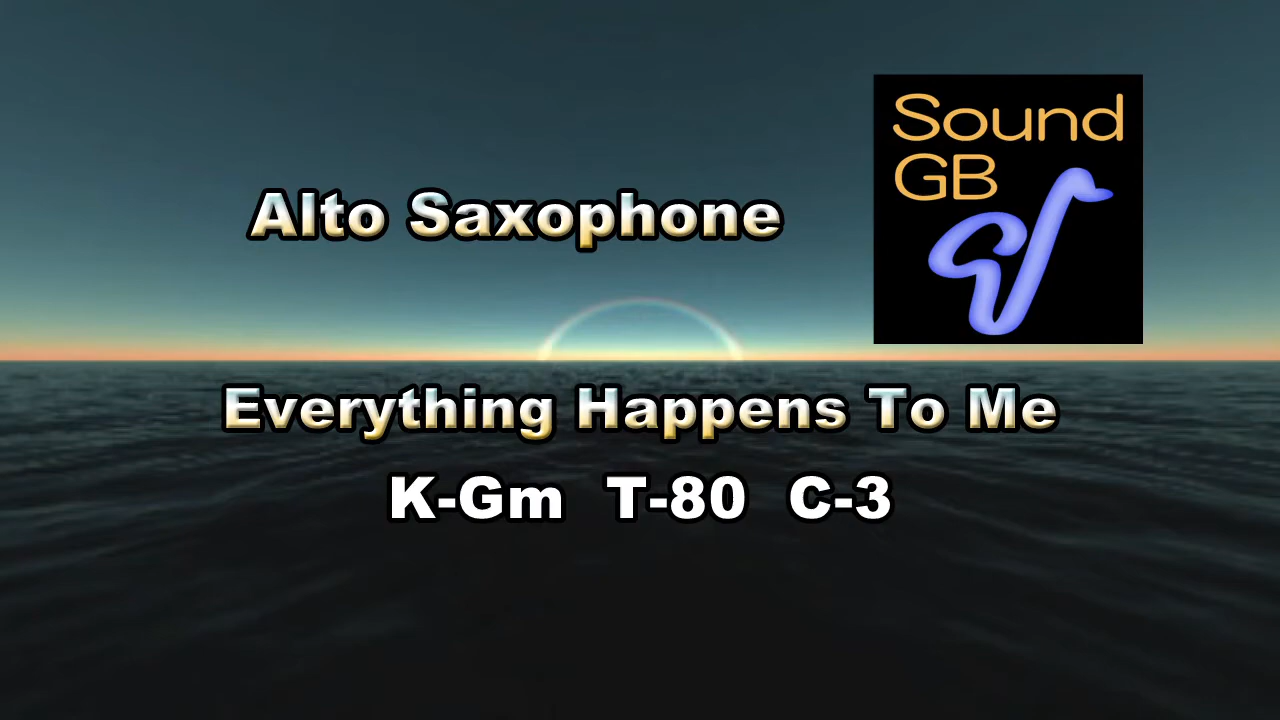 Sound
GB
Alto Saxophone
Everything Happens To Me
K-Gm T-80 C-3